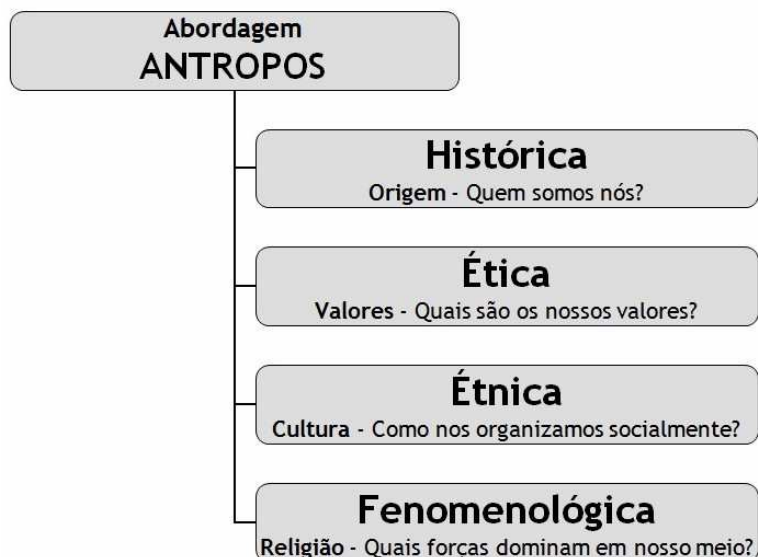 Abordagem
ANTROPOS
Histórica
Origem - Quem somos nós?
Ética
Valores - Quais são os nossos valores?
Étnica
Cultura - Como nos organizamos socialmente?
Fenomenológica
Religião - Quais forças dominam em nosso meio?